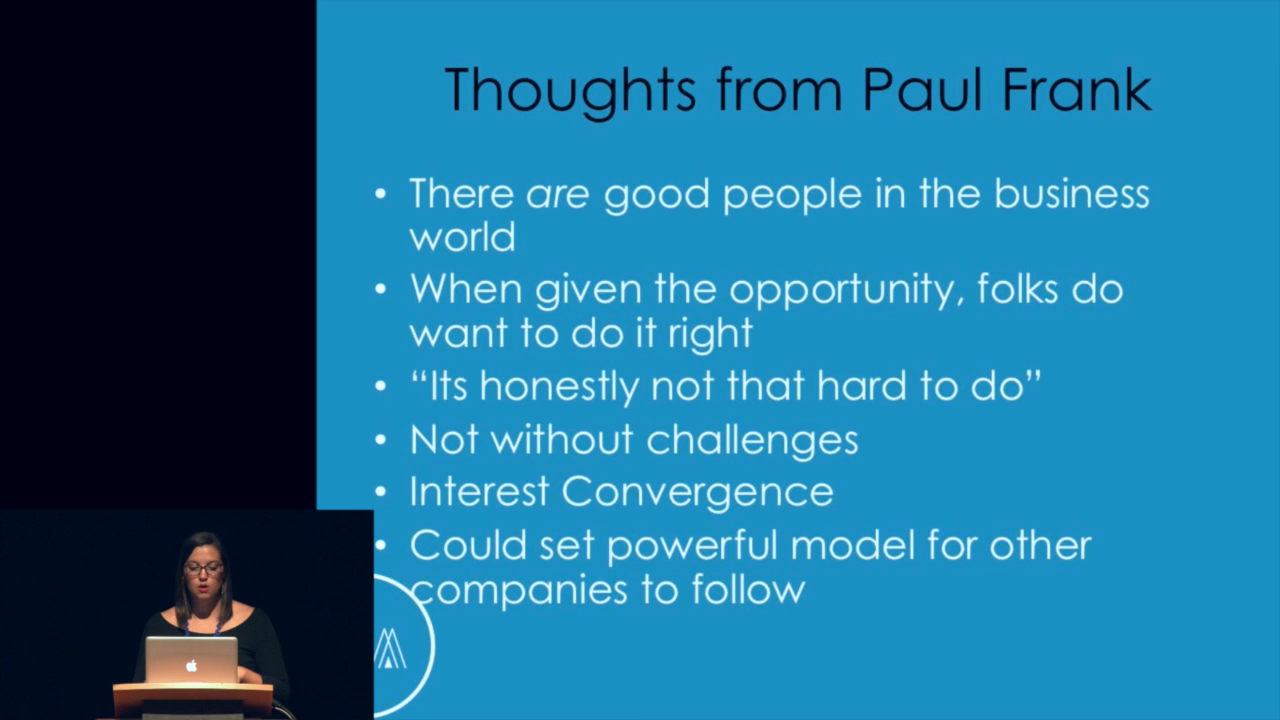 Thoughts from Paul Frank
• There are good people in the business
world
• When given the opportunity, folks do
want to do it right
• “Its honestly not that hard to do”
• Not without challenges
• Interest Convergence
• Could set powerful model for other
companies to follow